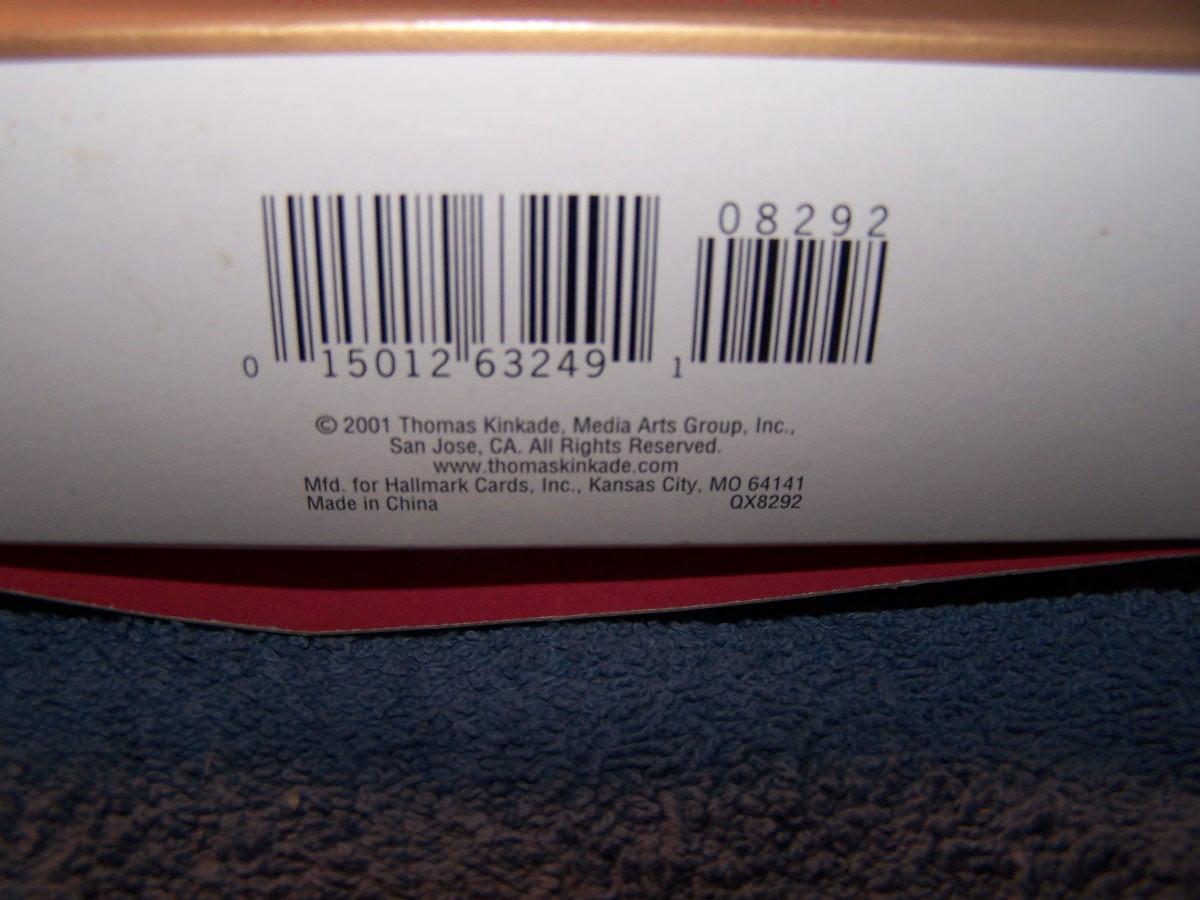 08292
0 15012 63249 1
© 2001 Thomas Kinkade, Media Arts Group, Inc.,
San Jose, CA. All Rights Reserved.
www.thomaskinkade.com
Mfd. for Hallmark Cards, Inc., Kansas City, MO 64141
Made in China QX8292